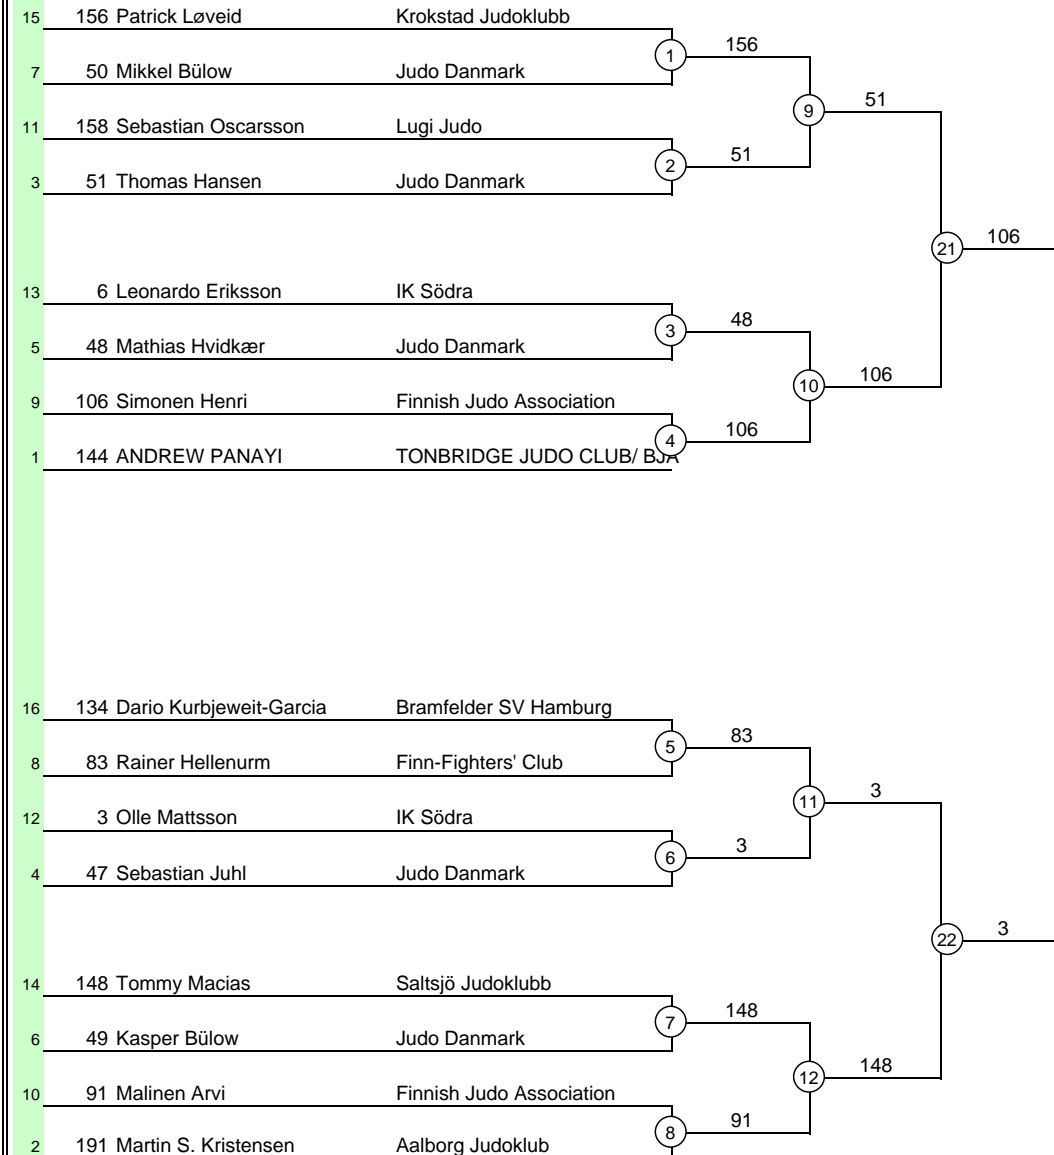 15 156 Patrick Løveid Krokstad Judoklubb
1 156
7 50 Mikkel Bülow Judo Danmark
9 51
11 158 Sebastian Oscarsson Lugi Judo
2 51
3 51 Thomas Hansen Judo Danmark
21 106
13 6 Leonardo Eriksson IK Södra
3 48
5 48 Mathias Hvidkær Judo Danmark
10 106
9 106 Simonen Henri Finnish Judo Association
4 106
1 144 ANDREW PANAYI TONBRIDGE JUDO CLUB/ BJA
16 134 Dario Kurbjeweit-Garcia Bramfelder SV Hamburg
5 83
8 83 Rainer Hellenurm Finn-Fighters' Club
11 3
12 3 Olle Mattsson IK Södra
6 3
4 47 Sebastian Juhl Judo Danmark
22 3
14 148 Tommy Macias Saltsjö Judoklubb
7 148
6 49 Kasper Bülow Judo Danmark
12 148
10 91 Malinen Arvi Finnish Judo Association
8 91
2 191 Martin S. Kristensen Aalborg Judoklub